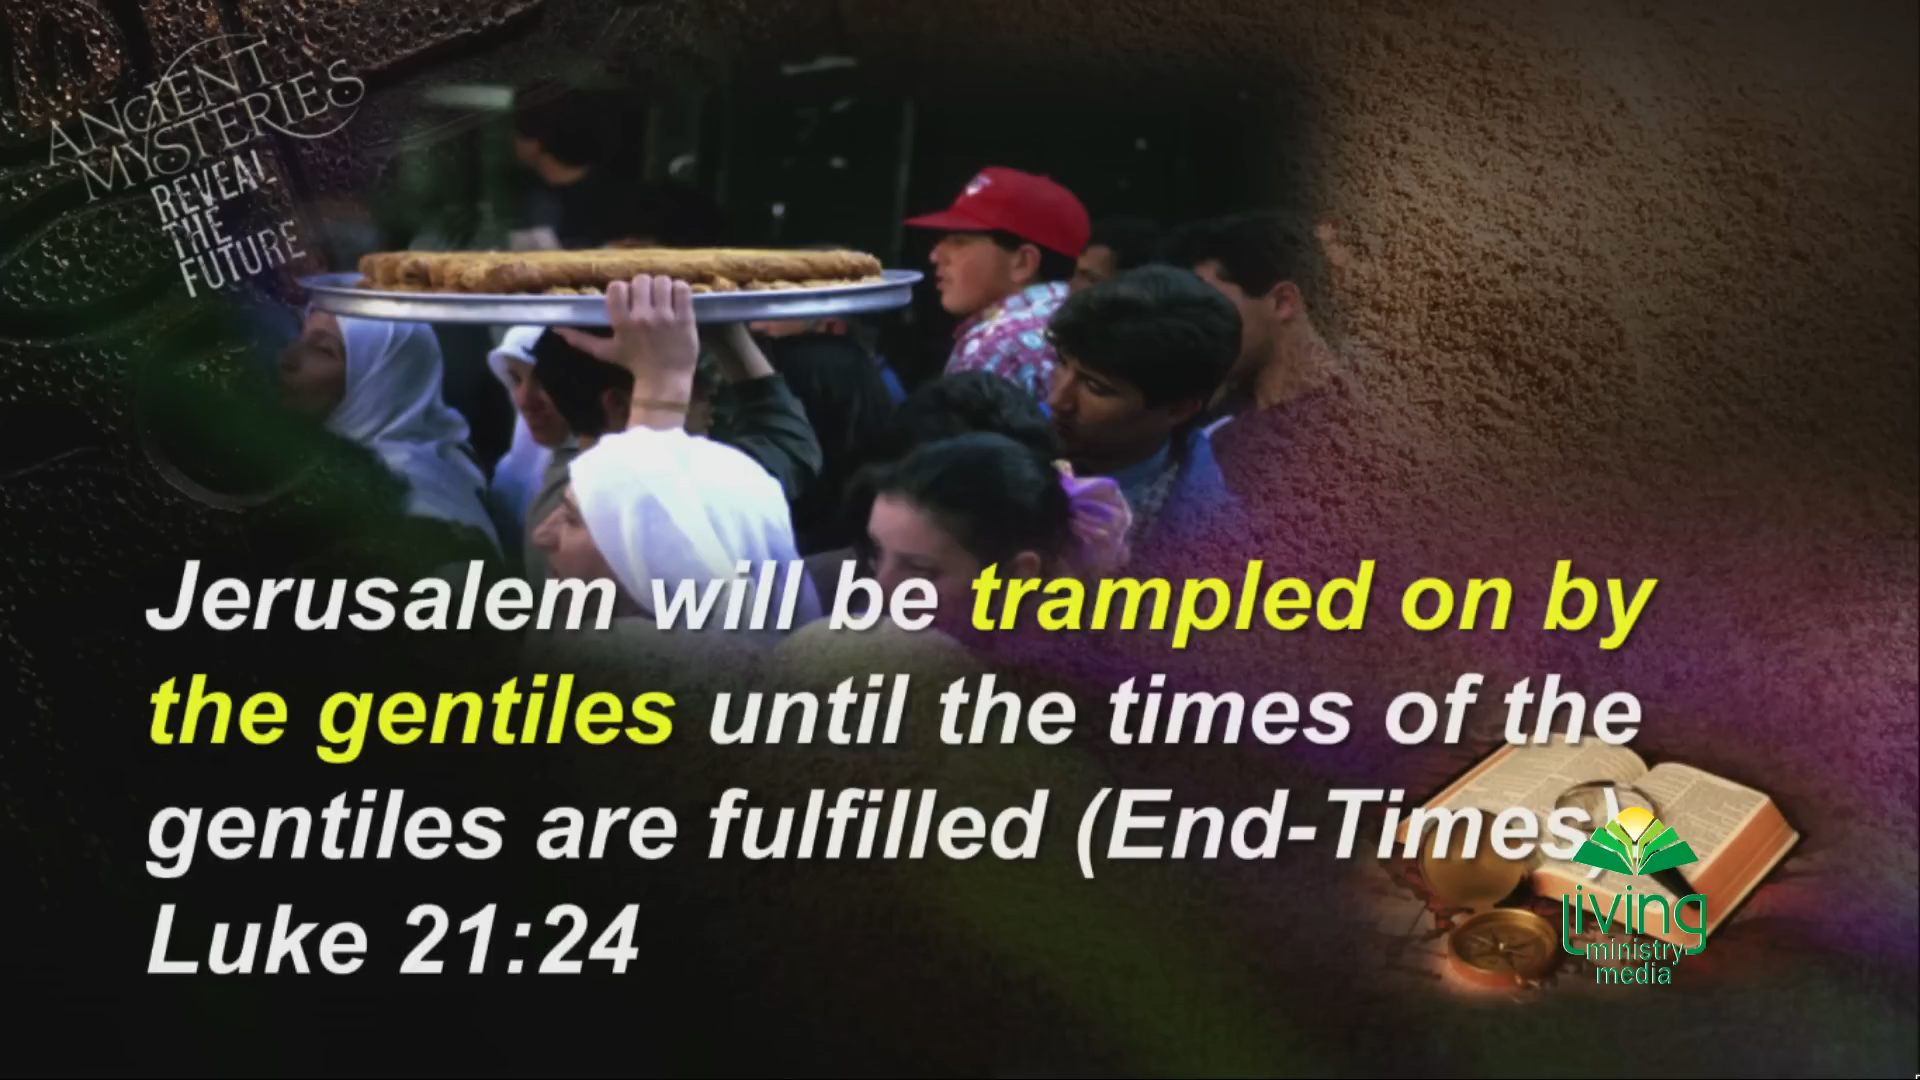 ANCIENT
MYSTERIES
REVEAL
THE
FUTURE
Jerusalem will be trampled on by
the gentiles until the times of the
gentiles are fulfilled (End-Times)
Luke 21:24
living
ministry
media